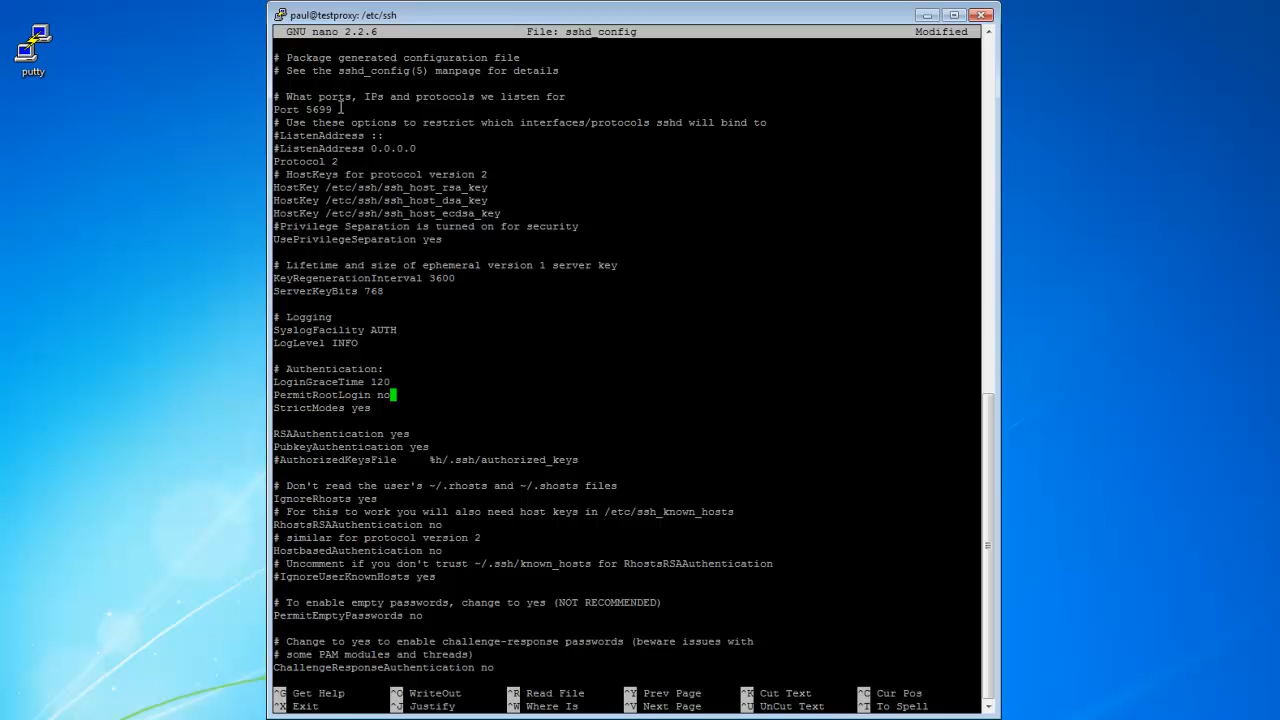 putty
paul@testproxy: /etc/ssh
GNU nano 2.2.6 File: sshd_config Modified
# Package generated configuration file
# See the sshd_config(5) manpage for details
# What ports, IPs and protocols we listen for
Port 5699
# Use these options to restrict which interfaces/protocols sshd will bind to
#ListenAddress ::
#ListenAddress 0.0.0.0
Protocol 2
# HostKeys for protocol version 2
HostKey /etc/ssh/ssh_host_rsa_key
HostKey /etc/ssh/ssh_host_dsa_key
HostKey /etc/ssh/ssh_host_ecdsa_key
#Privilege Separation is turned on for security
UsePrivilegeSeparation yes
# Lifetime and size of ephemeral version 1 server key
KeyRegenerationInterval 3600
ServerKeyBits 768
# Logging
SyslogFacility AUTH
LogLevel INFO
# Authentication:
LoginGraceTime 120
PermitRootLogin no
StrictModes yes
RSAAuthentication yes
PubkeyAuthentication yes
#AuthorizedKeysFile %h/.ssh/authorized_keys
# Don't read the user's ~/.rhosts and ~/.shosts files
IgnoreRhosts yes
# For this to work you will also need host keys in /etc/ssh_known_hosts
RhostsRSAAuthentication no
# similar for protocol version 2
HostbasedAuthentication no
# Uncomment if you don't trust ~/.ssh/known_hosts for RhostsRSAAuthentication
#IgnoreUserKnownHosts yes
# To enable empty passwords, change to yes (NOT RECOMMENDED)
PermitEmptyPasswords no
# Change to yes to enable challenge-response passwords (beware issues with
# some PAM modules and threads)
ChallengeResponseAuthentication no
^G Get Help ^O WriteOut ^R Read File ^Y Prev Page ^K Cut Text ^C Cur Pos
^X Exit ^J Justify ^W Where Is ^V Next Page ^U UnCut Text ^T To Spell